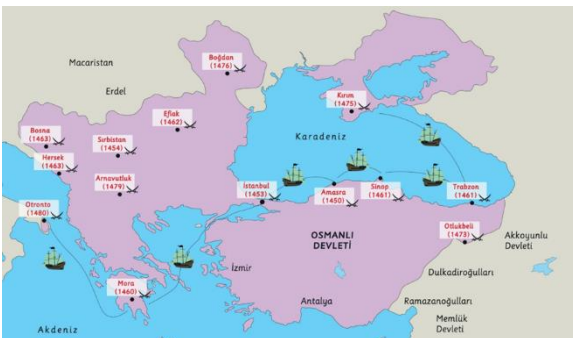 Macaristan
Erdel
Boğdan
(1476)
Kırım
(1475)
Eflak
(1462)
Bosna
(1463)
Sırbistan
(1454)
Hersek
(1463)
Arnavutluk
(1479)
Otranto
(1480)
Karadeniz
İstanbul
(1453)
Amasra
(1450)
Sinop
(1461)
Trabzon
(1461)
Otlukbeli
(1473)
Akkoyunlu
Devleti
OSMANLI
DEVLETİ
İzmir
Mora
(1460)
Dulkadiroğulları
Antalya
Ramazanoğulları
Memlük
Devleti
Akdeniz